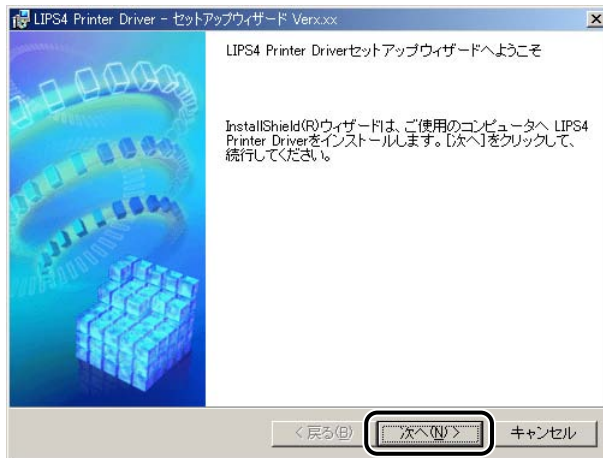 LIPS4 Printer Driver - セットアップウィザード Verx.xx
LIPS4 Printer Driverセットアップウィザードへようこそ
InstallShield(R)ウィザードは、ご使用のコンピュータへ LIPS4
Printer Driverをインストールします。[次へ]をクリックして、
続行してください。
< 戻る(B)
次へ(N) >
キャンセル